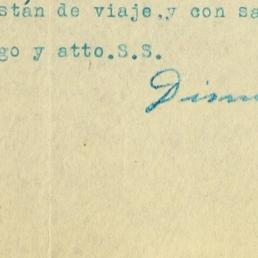 stán de viaje, y con sa
go y atto.S.S.